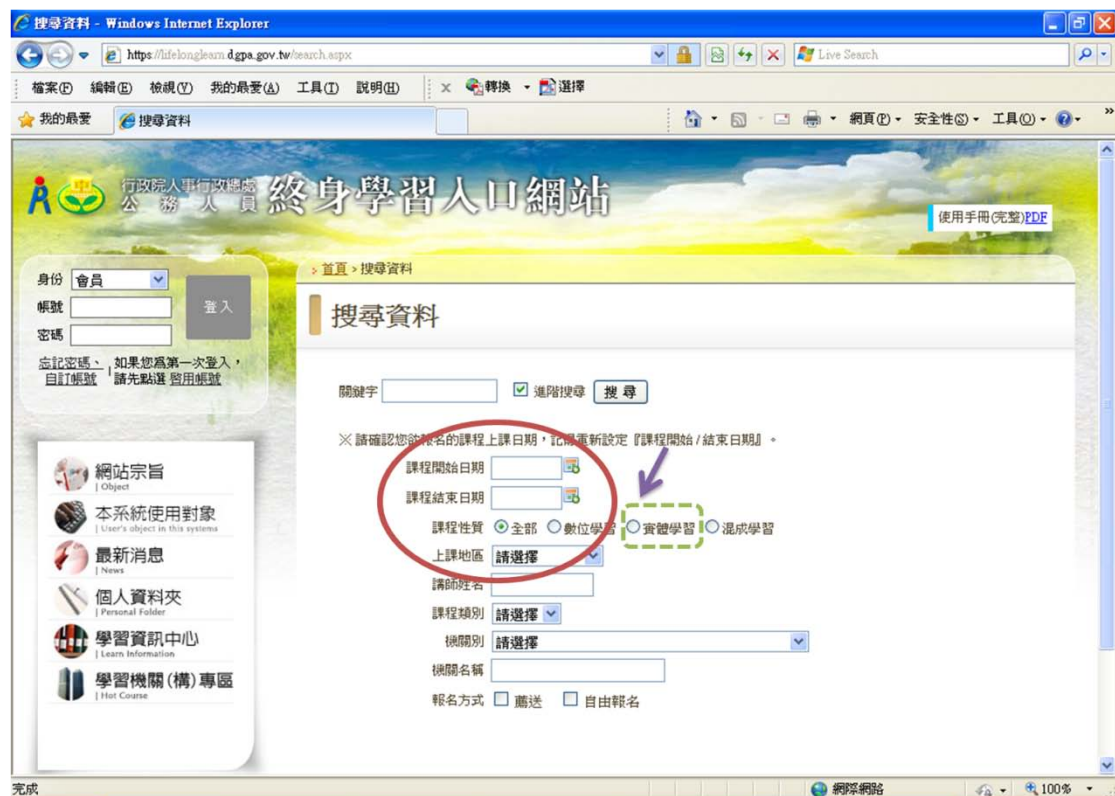 搜尋資料 - Windows Internet Explorer
https://lifelonglearn.dgpa.gov.tw/search.aspx
Live Search
檔案(F) 編輯(E) 檢視(V) 我的最愛(A) 工具(T) 說明(H) x 轉換 選擇
我的最愛 搜尋資料 網頁(P) 安全性(S) 工具(O) »
行政院人事行政總處
公務人員
終身學習入口網站
使用手冊(完整)PDF
身份 會員
帳號
密碼
登入
忘記密碼、
自訂帳號
如果您為第一次登入，
請先點選 啓用帳號
首頁 > 搜尋資料
搜尋資料
關鍵字 進階搜尋 搜尋
※ 請確認您欲報名的課程上課日期，記得重新設定『課程開始 / 結束日期』。
課程開始日期
課程結束日期
課程性質 全部 數位學習 實體學習 混成學習
上課地區 請選擇
講師姓名
課程類別 請選擇
機關別 請選擇
機關名稱
報名方式 薦送 自由報名
網站宗旨
| Object
本系統使用對象
| User's object in this systems
最新消息
| News
個人資料夾
| Personal Folder
學習資訊中心
| Learn Information
學習機關(構)專區
| Hot Course
完成 網際網路 100%